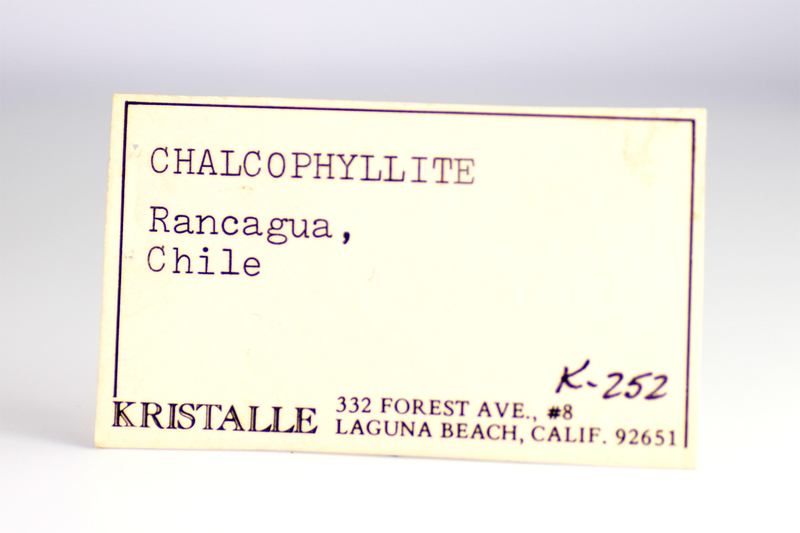 CHALCOPHYLLITE
Rancagua,
Chile
K-252
KRISTALLE
332 FOREST AVE., #8
LAGUNA BEACH, CALIF. 92651